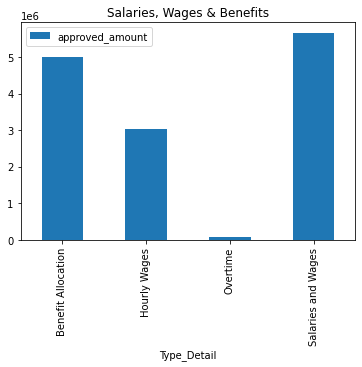 Salaries, Wages & Benefits
1e6
approved_amount
5
4
3
2
1
0
Benefit Allocation
Hourly Wages
Overtime
Salaries and Wages
Type_Detail